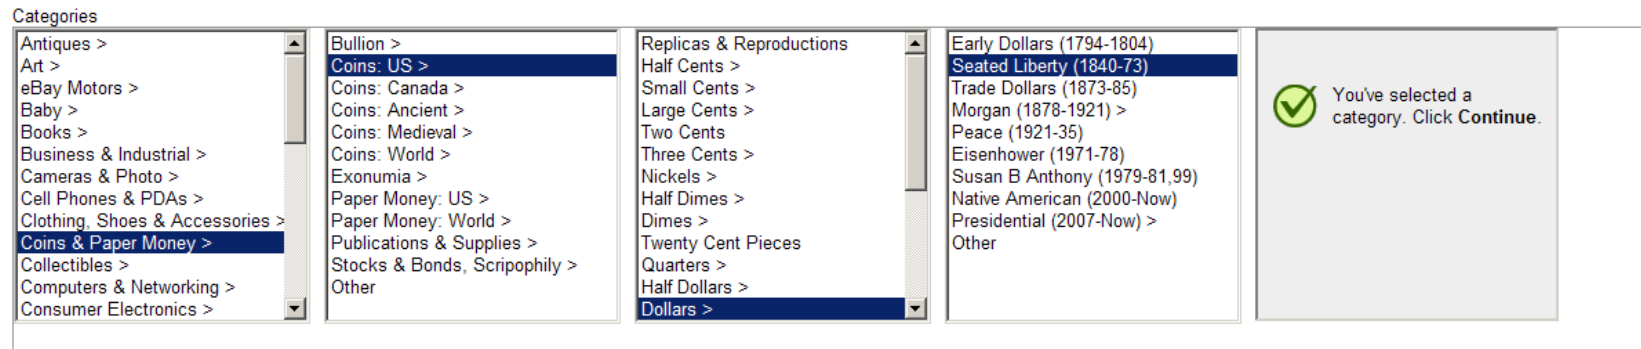 Categories
Antiques >
Art >
eBay Motors >
Baby >
Books >
Business & Industrial >
Cameras & Photo >
Cell Phones & PDAs >
Clothing, Shoes & Accessories >
Coins & Paper Money >
Collectibles >
Computers & Networking >
Consumer Electronics >
Bullion >
Coins: US >
Coins: Canada >
Coins: Ancient >
Coins: Medieval >
Coins: World >
Exonumia >
Paper Money: US >
Paper Money: World >
Publications & Supplies >
Stocks & Bonds, Scripophily >
Other
Replicas & Reproductions
Half Cents >
Small Cents >
Large Cents >
Two Cents
Three Cents >
Nickels >
Half Dimes >
Dimes >
Twenty Cent Pieces
Quarters >
Half Dollars >
Dollars >
Early Dollars (1794-1804)
Seated Liberty (1840-73)
Trade Dollars (1873-85)
Morgan (1878-1921) >
Peace (1921-35)
Eisenhower (1971-78)
Susan B Anthony (1979-81,99)
Native American (2000-Now)
Presidential (2007-Now) >
Other
You've selected a
category. Click Continue.